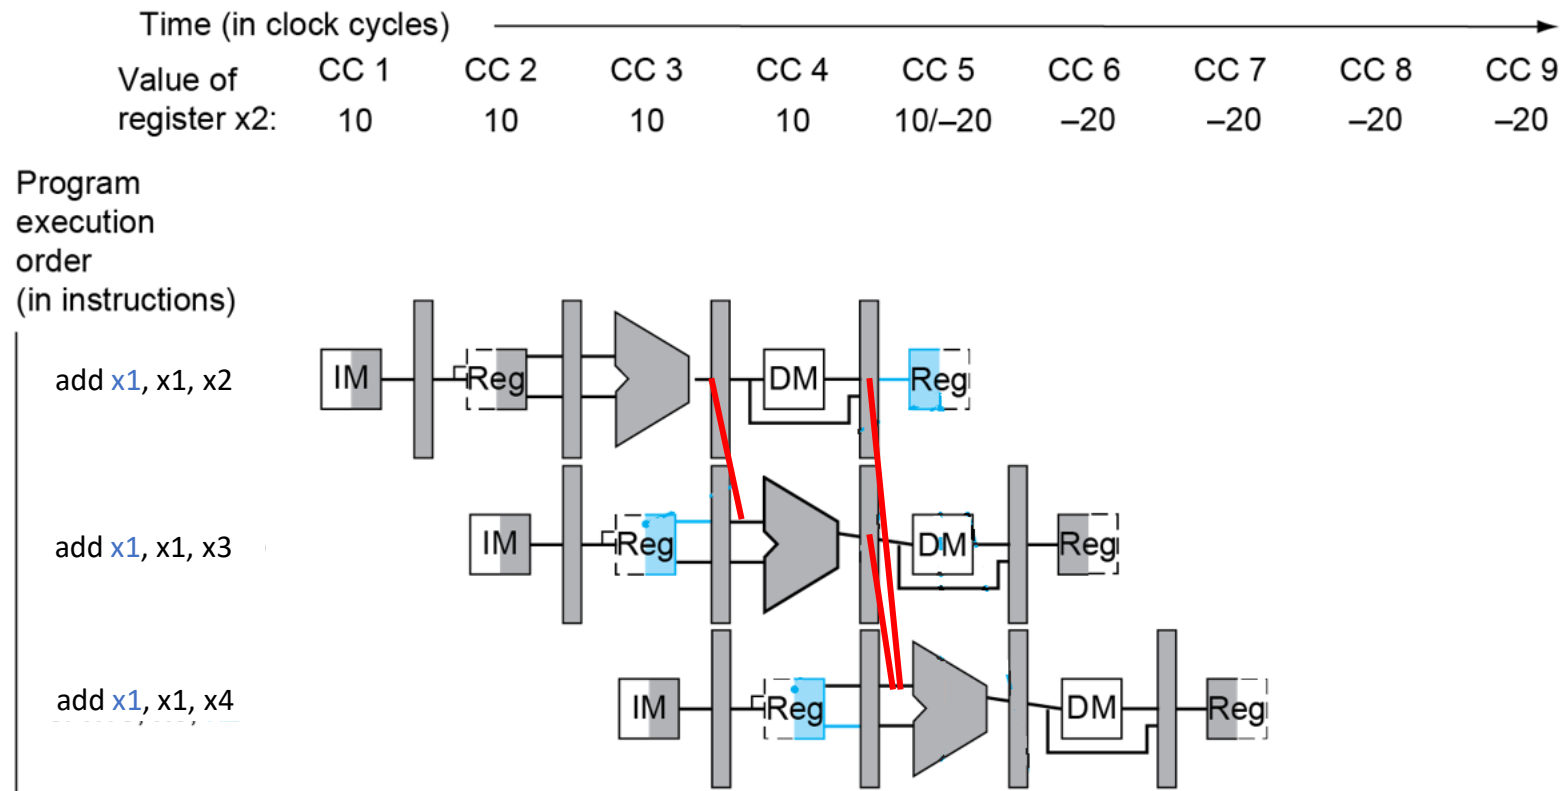 Time (in clock cycles)
Value of register x2:
CC 1 CC 2 CC 3 CC 4 CC 5 CC 6 CC 7 CC 8 CC 9
10 10 10 10 10/–20 –20 –20 –20 –20
Program
execution
order
(in instructions)
add x1, x1, x2
IM Reg DM Reg
add x1, x1, x3
IM Reg DM Reg
add x1, x1, x4
IM Reg DM Reg